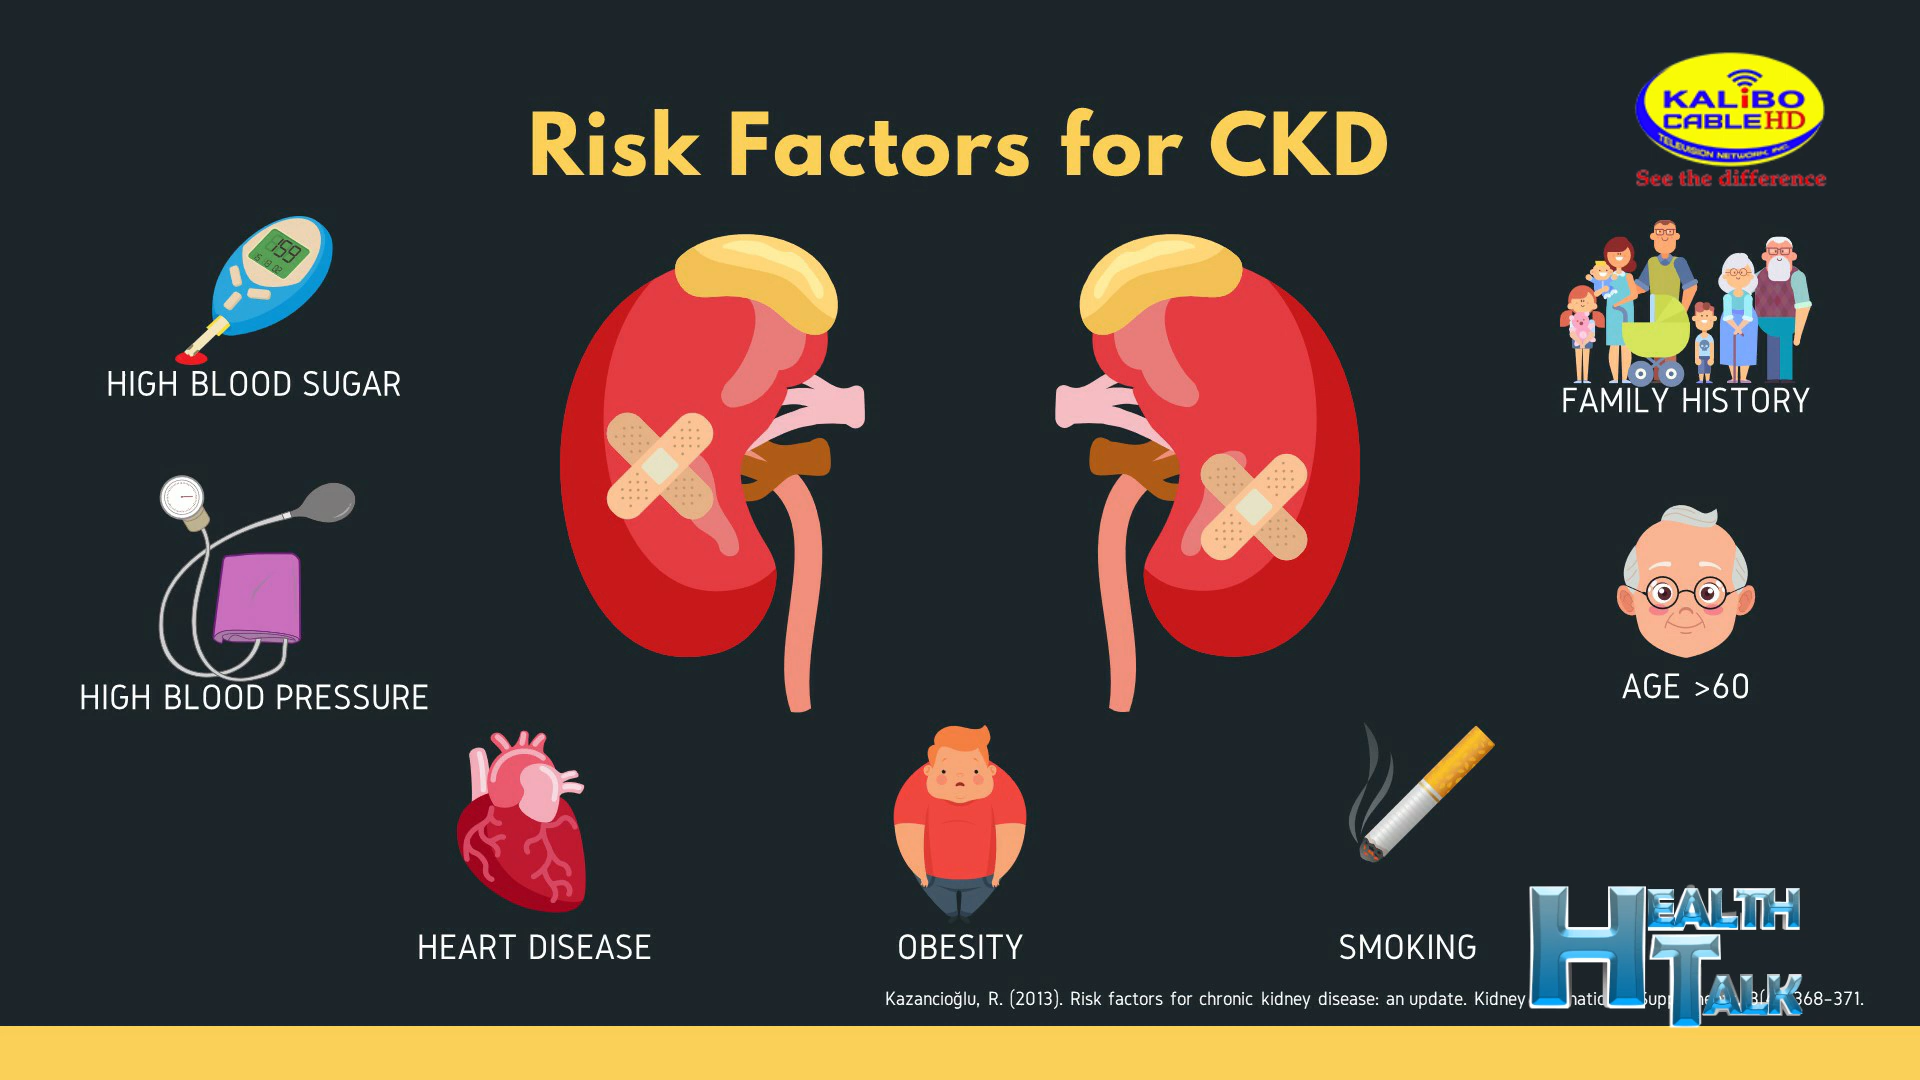 Risk Factors for CKD
KALiBO
CABLEHD
TELEVISION NETWORK, INC.
See the difference
159
HIGH BLOOD SUGAR
FAMILY HISTORY
HIGH BLOOD PRESSURE
AGE >60
HEART DISEASE
OBESITY
SMOKING
HEALTH
TALK
Kazancioğlu, R. (2013). Risk factors for chronic kidney disease: an update. Kidney 368-371.